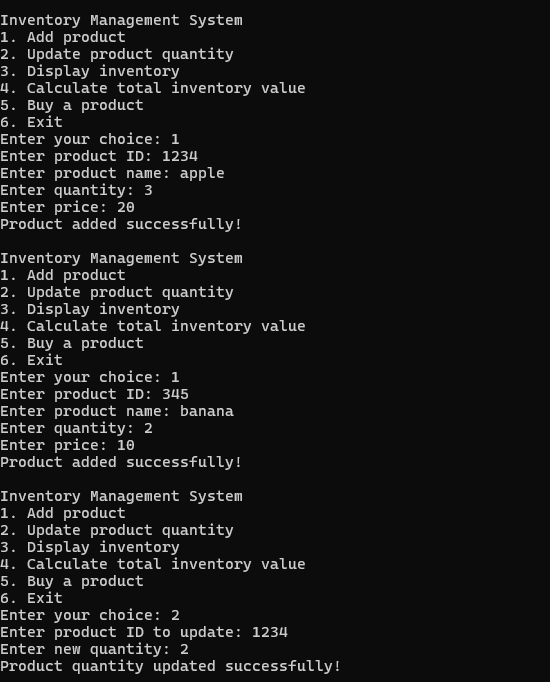 Inventory Management System
1. Add product
2. Update product quantity
3. Display inventory
4. Calculate total inventory value
5. Buy a product
6. Exit
Enter your choice: 1
Enter product ID: 1234
Enter product name: apple
Enter quantity: 3
Enter price: 20
Product added successfully!
Inventory Management System
1. Add product
2. Update product quantity
3. Display inventory
4. Calculate total inventory value
5. Buy a product
6. Exit
Enter your choice: 1
Enter product ID: 345
Enter product name: banana
Enter quantity: 2
Enter price: 10
Product added successfully!
Inventory Management System
1. Add product
2. Update product quantity
3. Display inventory
4. Calculate total inventory value
5. Buy a product
6. Exit
Enter your choice: 2
Enter product ID to update: 1234
Enter new quantity: 2
Product quantity updated successfully!